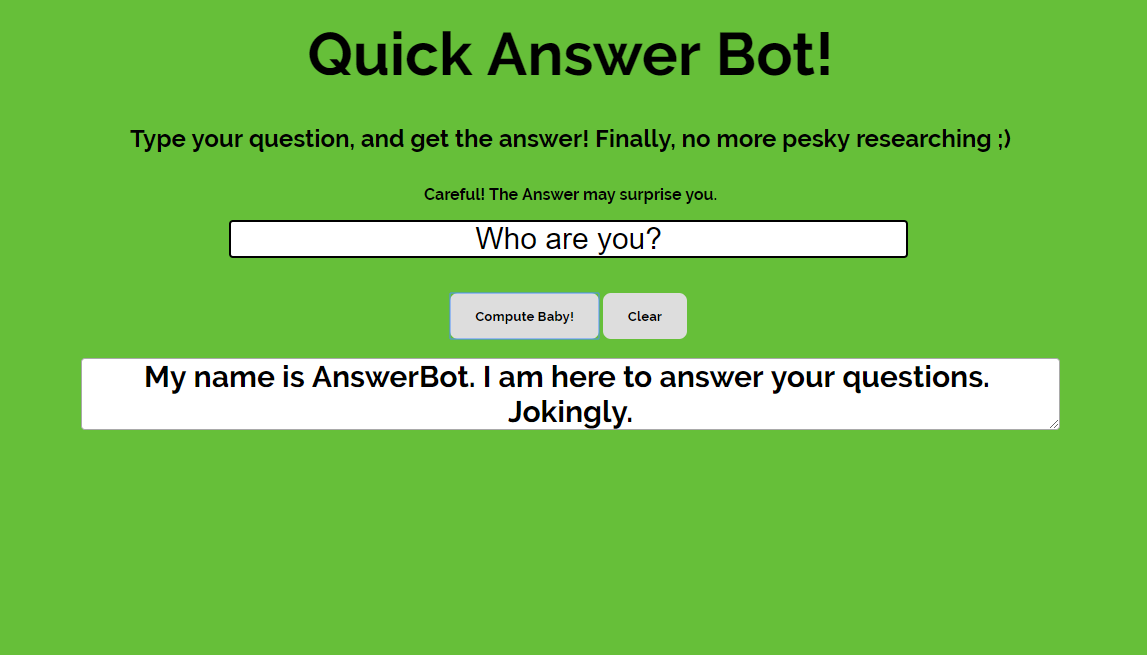 Quick Answer Bot!
Type your question, and get the answer! Finally, no more pesky researching ;)
Careful! The Answer may surprise you.
Who are you?
Compute Baby! Clear
My name is AnswerBot. I am here to answer your questions.
Jokingly.